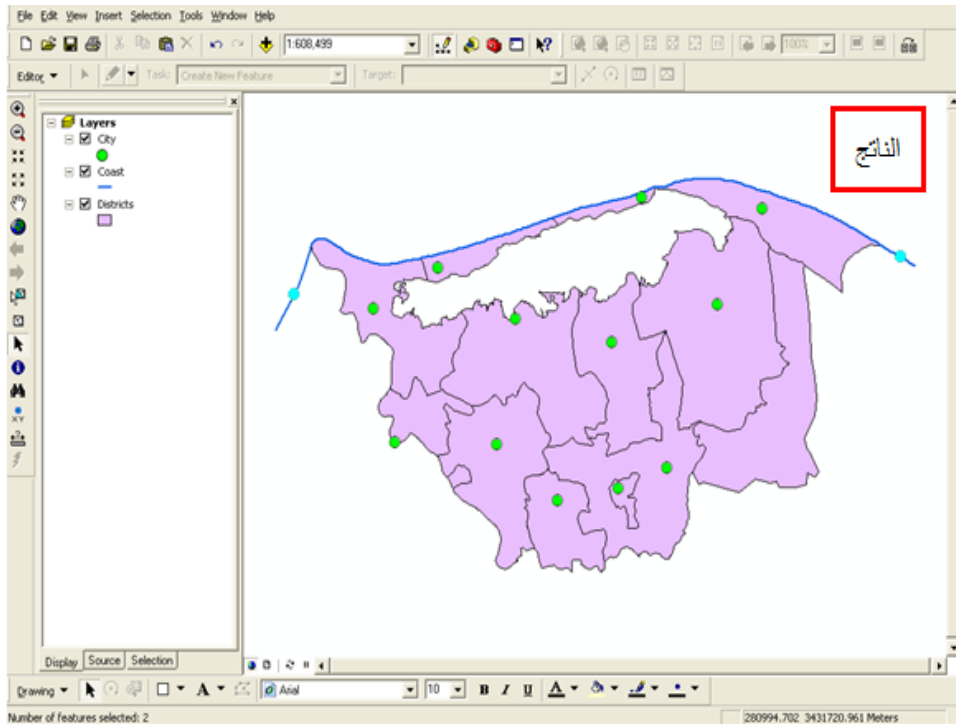 File Edit View Insert Selection Tools Window Help
1:608,499 100%
Editor Task: Create New Feature Target:
Layers
City
Coast
Districts
الناتج
Display Source Selection
Drawing A Arial 10 B I U A
Number of features selected: 2 280994.702 3431720.961 Meters